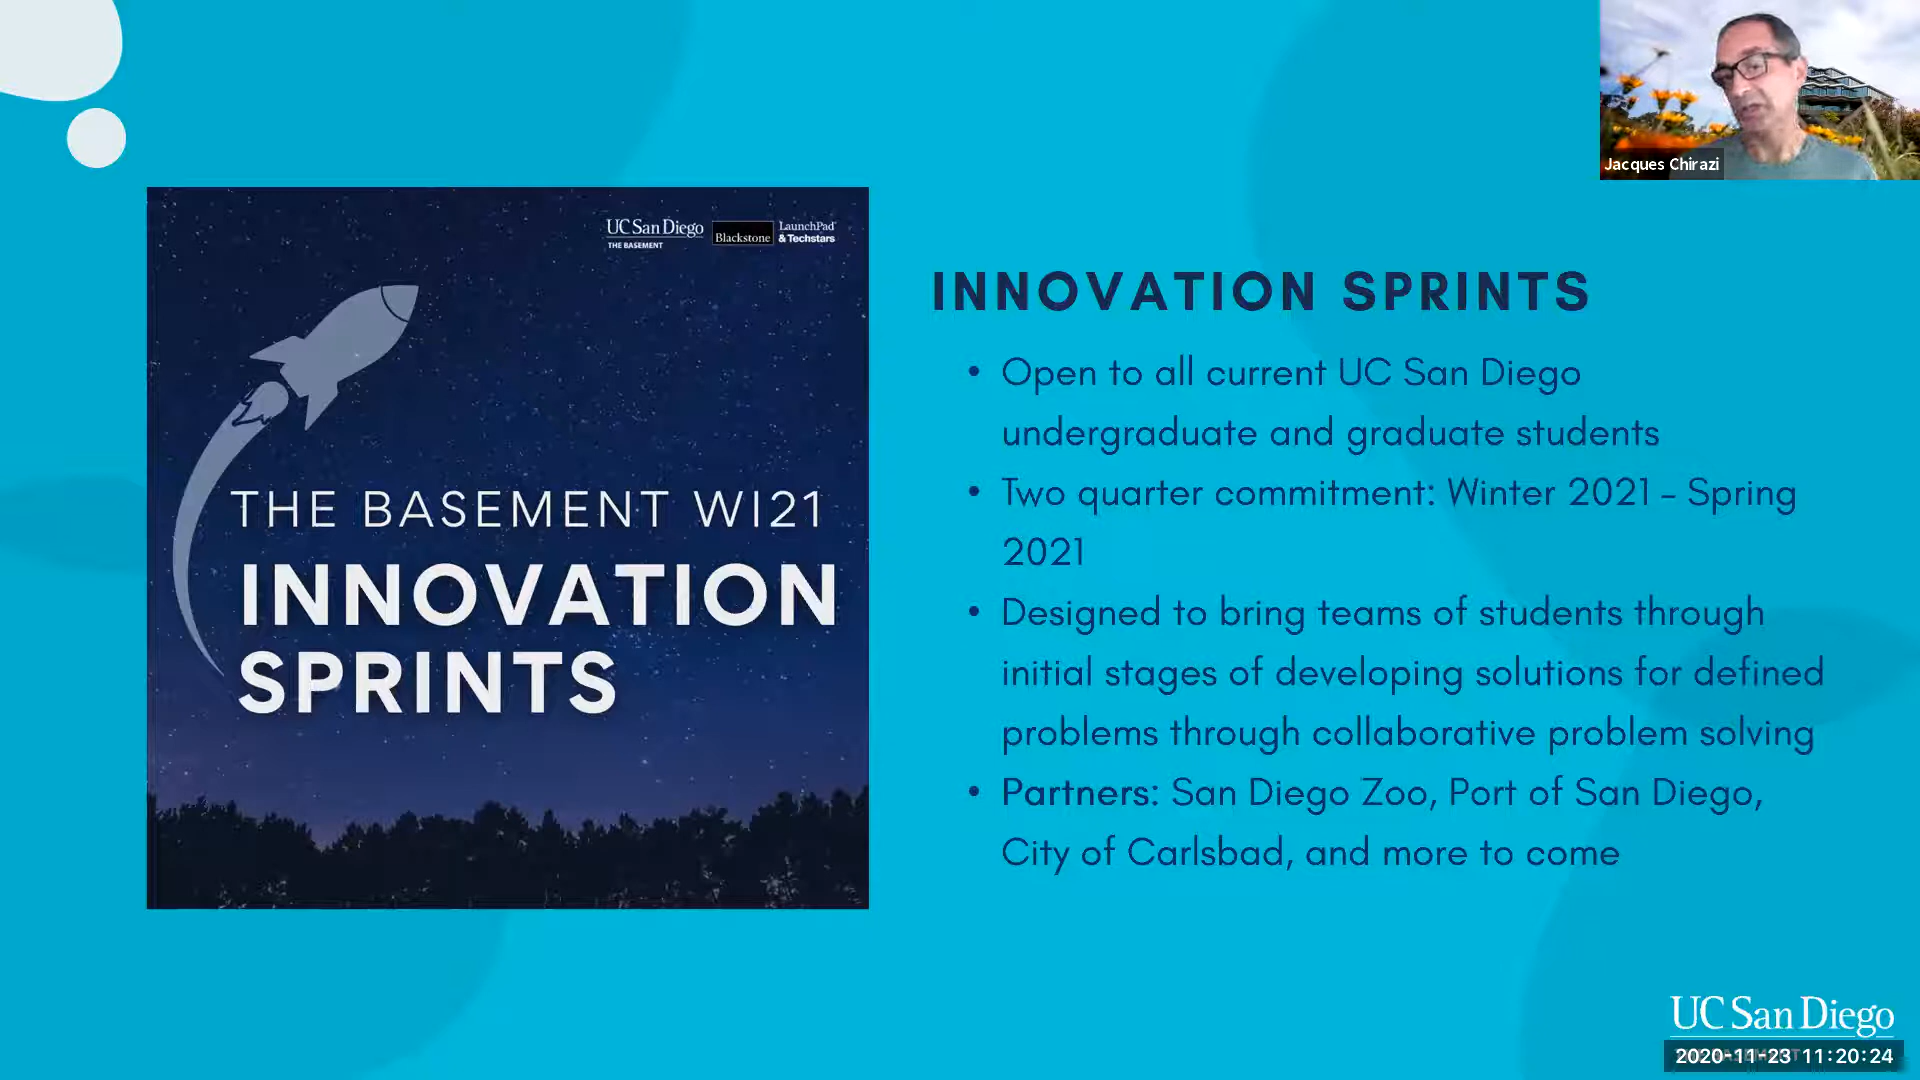 Jacques Chirazi
UC San Diego
THE BASEMENT
Blackstone
LaunchPad
& Techstars
THE BASEMENT WI21
INNOVATION
SPRINTS
INNOVATION SPRINTS
• Open to all current UC San Diego
undergraduate and graduate students
• Two quarter commitment: Winter 2021 - Spring
2021
• Designed to bring teams of students through
initial stages of developing solutions for defined
problems through collaborative problem solving
• Partners: San Diego Zoo, Port of San Diego,
City of Carlsbad, and more to come
UC San Diego
2020-11-23 11:20:24